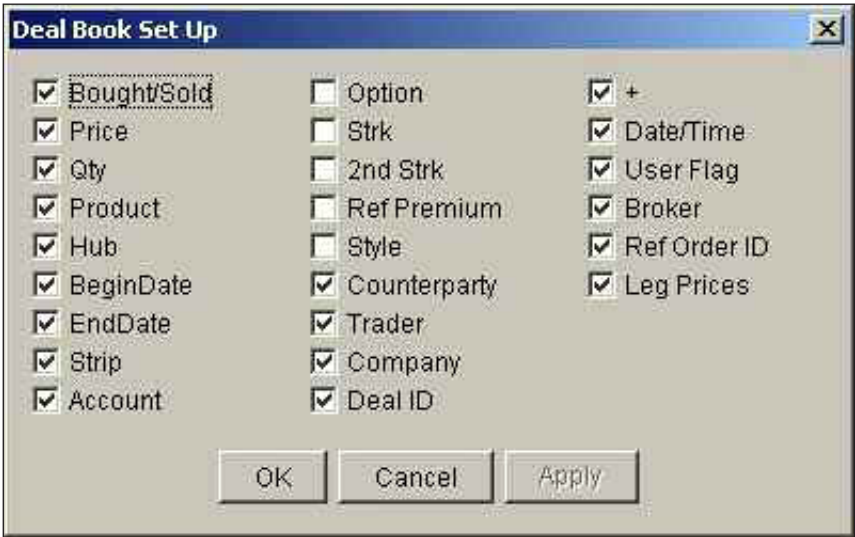 Deal Book Set Up
Bought/Sold
Price
Qty
Product
Hub
BeginDate
EndDate
Strip
Account
Option
Strk
2nd Strk
Ref Premium
Style
Counterparty
Trader
Company
Deal ID
+
Date/Time
User Flag
Broker
Ref Order ID
Leg Prices
OK
Cancel
Apply